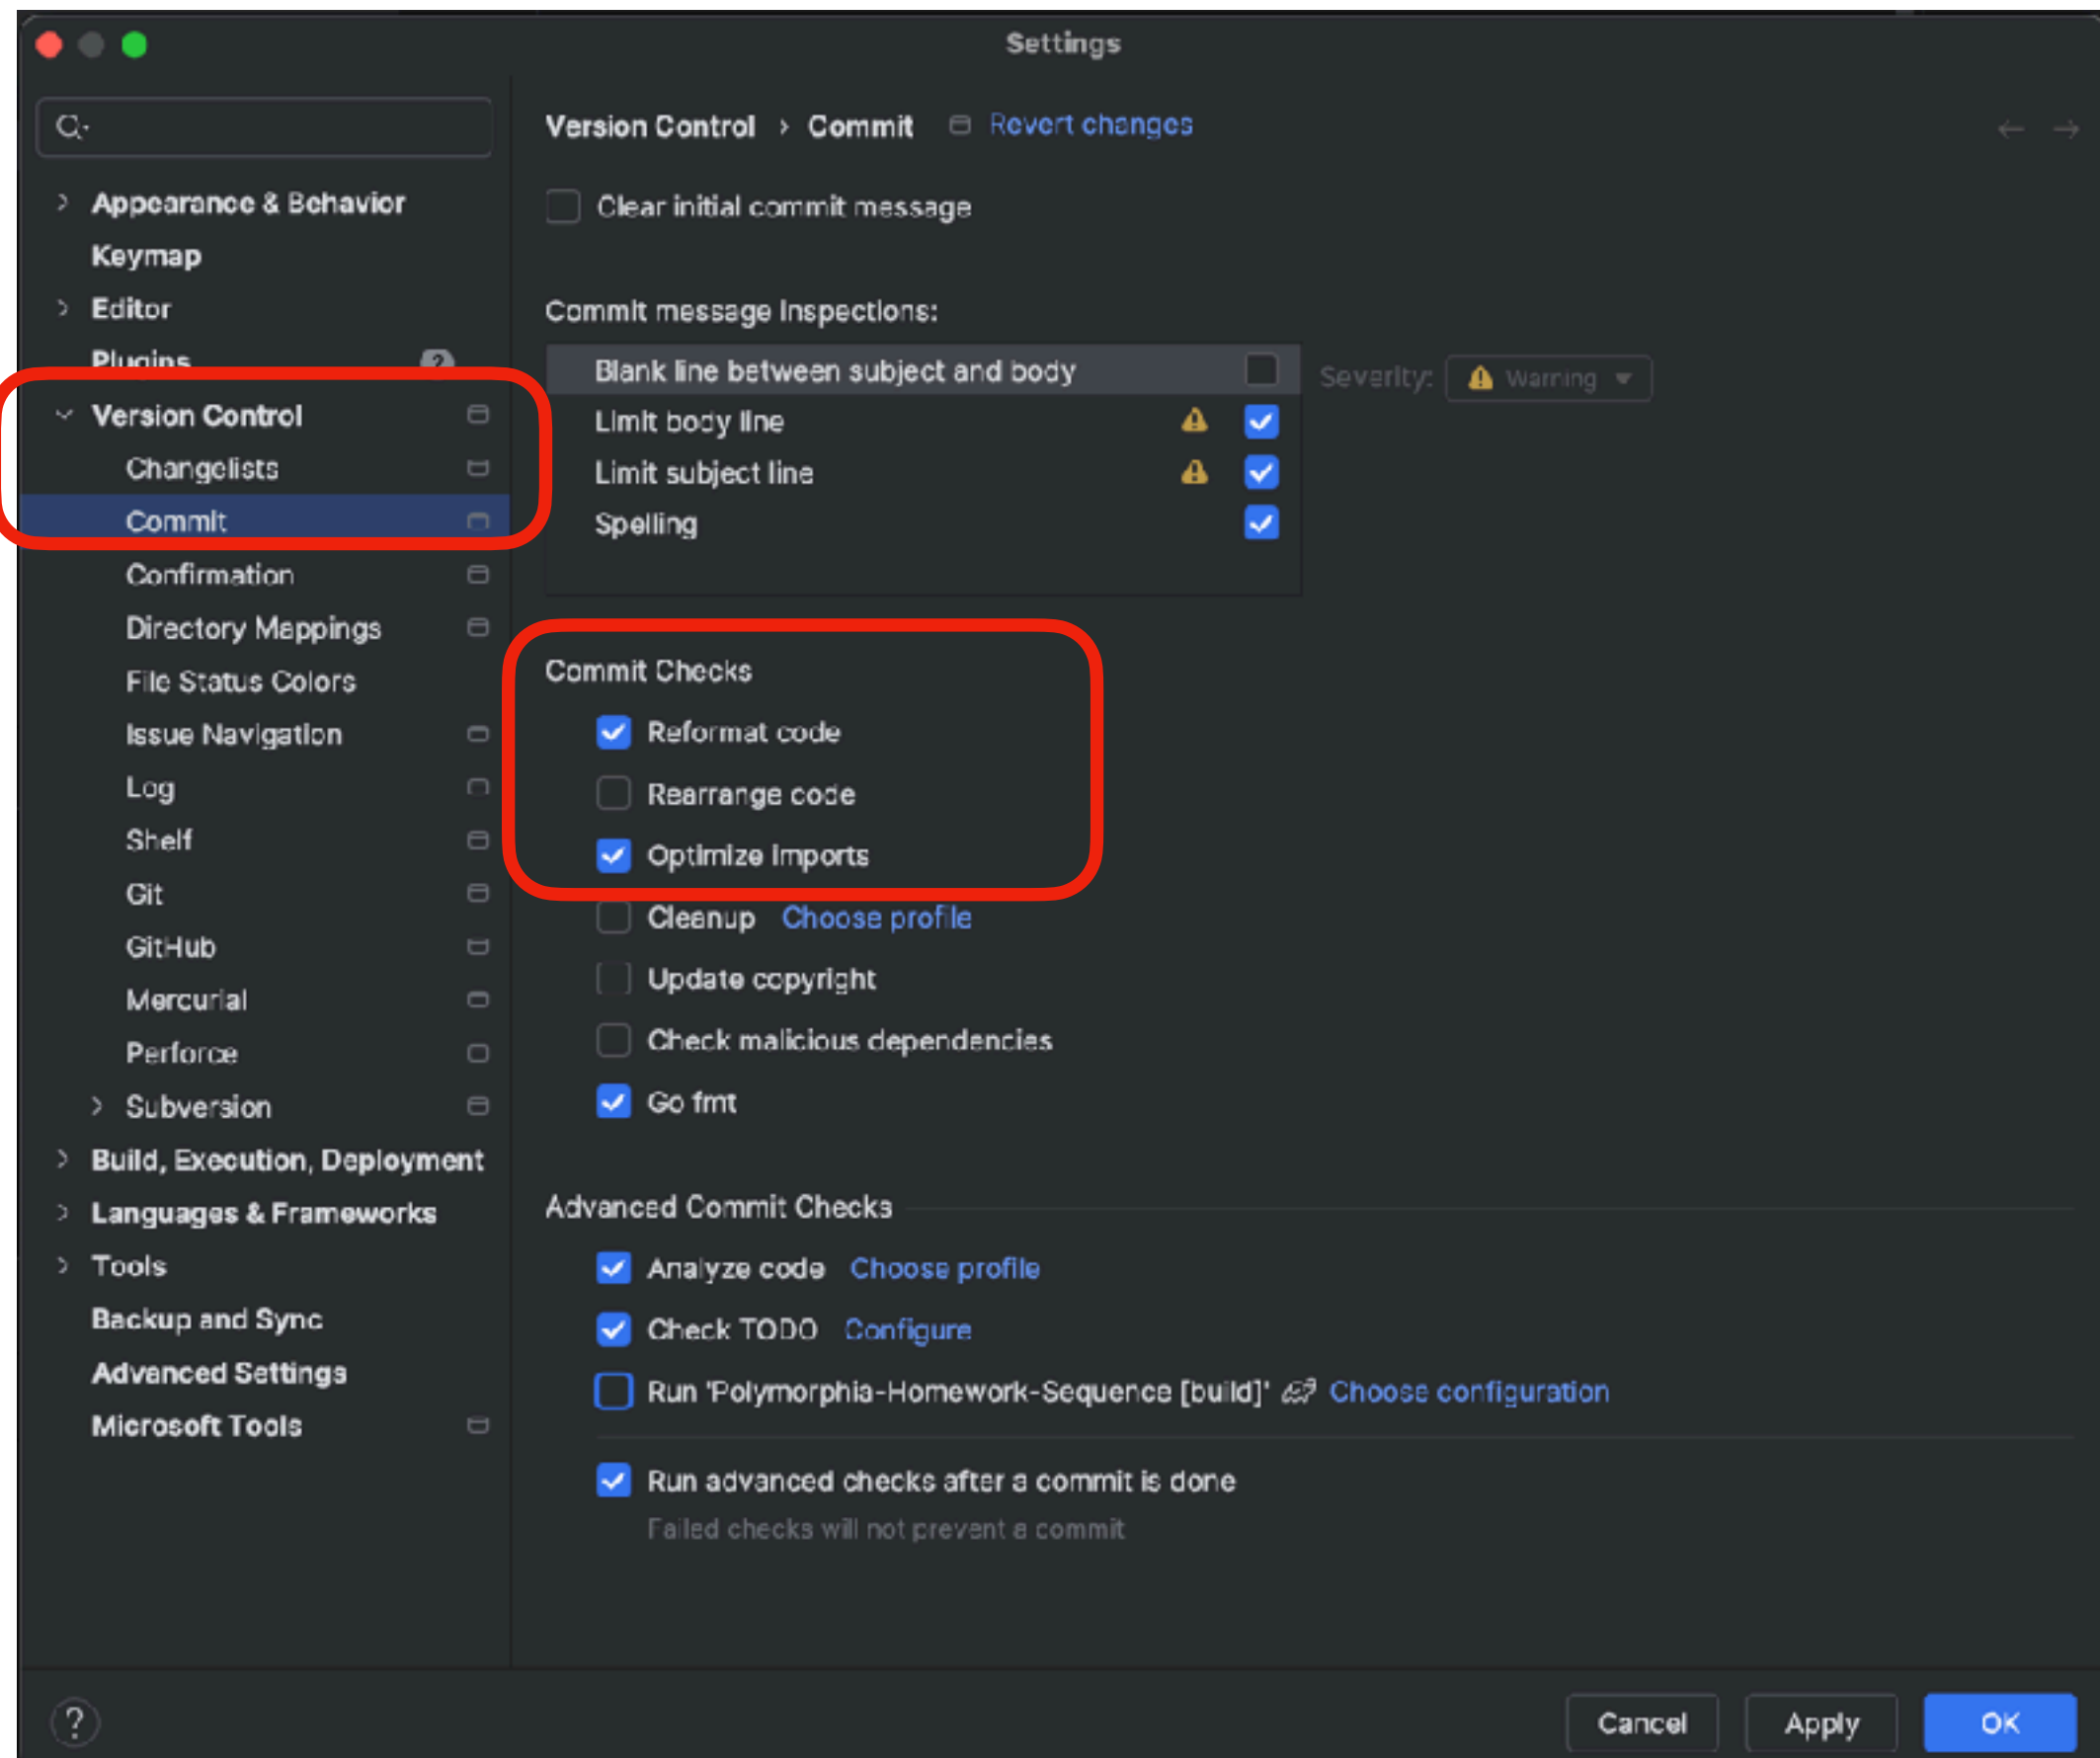 Settings
Version Control › Commit Revert changes
Appearance & Behavior
Keymap
Editor
Plugins 2
Version Control
Changelists
Commit
Confirmation
Directory Mappings
File Status Colors
Issue Navigation
Log
Shelf
Git
GitHub
Mercurial
Perforce
Subversion
Build, Execution, Deployment
Languages & Frameworks
Tools
Backup and Sync
Advanced Settings
Microsoft Tools
Clear initial commit message
Commit message inspections:
Blank line between subject and body
Severity: Warning
Limit body line
Limit subject line
Spelling
Commit Checks
Reformat code
Rearrange code
Optimize imports
Cleanup Choose profile
Update copyright
Check malicious dependencies
Go fmt
Advanced Commit Checks
Analyze code Choose profile
Check TODO Configure
Run 'Polymorphia-Homework-Sequence [build]' Choose configuration
Run advanced checks after a commit is done
Failed checks will not prevent a commit
?
Cancel Apply OK